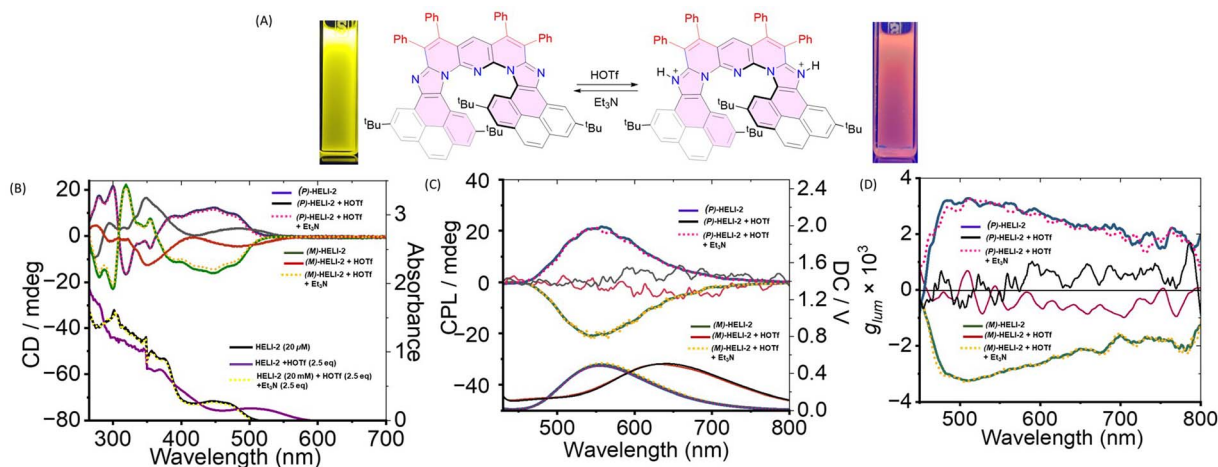 (A)
Ph
Ph
Ph
Ph
N
N
N
N
N
tBu
tBu
tBu
tBu
HOTf
Et3N
Ph
Ph
Ph
Ph
H
+
N
N
N
N
N
+
H
tBu
tBu
tBu
tBu
(B)
CD / mdeg
20
0
−20
−40
−60
−80
300 400 500 600 700
Wavelength (nm)
Absorbance
3
2
1
0
(P)-HELI-2
(P)-HELI-2 + HOTf
(P)-HELI-2 + HOTf
+ Et3N
(M)-HELI-2
(M)-HELI-2 + HOTf
(M)-HELI-2 + HOTf
+ Et3N
HELI-2 (20 μM)
HELI-2 +HOTf (2.5 eq)
HELI-2 (20 mM) + HOTf (2.5 eq)
+Et3N (2.5 eq)
(C)
CPL / mdeg
40
20
0
−20
−40
500 600 700 800
Wavelength (nm)
DC / V
2.4
2.0
1.6
1.2
0.8
0.4
0.0
(P)-HELI-2
(P)-HELI-2 + HOTf
(P)-HELI-2 + HOTf
+ Et3N
(M)-HELI-2
(M)-HELI-2 + HOTf
(M)-HELI-2 + HOTf
+ Et3N
(D)
glum × 10³
4
2
0
−2
−4
500 600 700 800
Wavelength (nm)
(P)-HELI-2
(P)-HELI-2 + HOTf
(P)-HELI-2 + HOTf
+ Et3N
(M)-HELI-2
(M)-HELI-2 + HOTf
(M)-HELI-2 + HOTf
+ Et3N